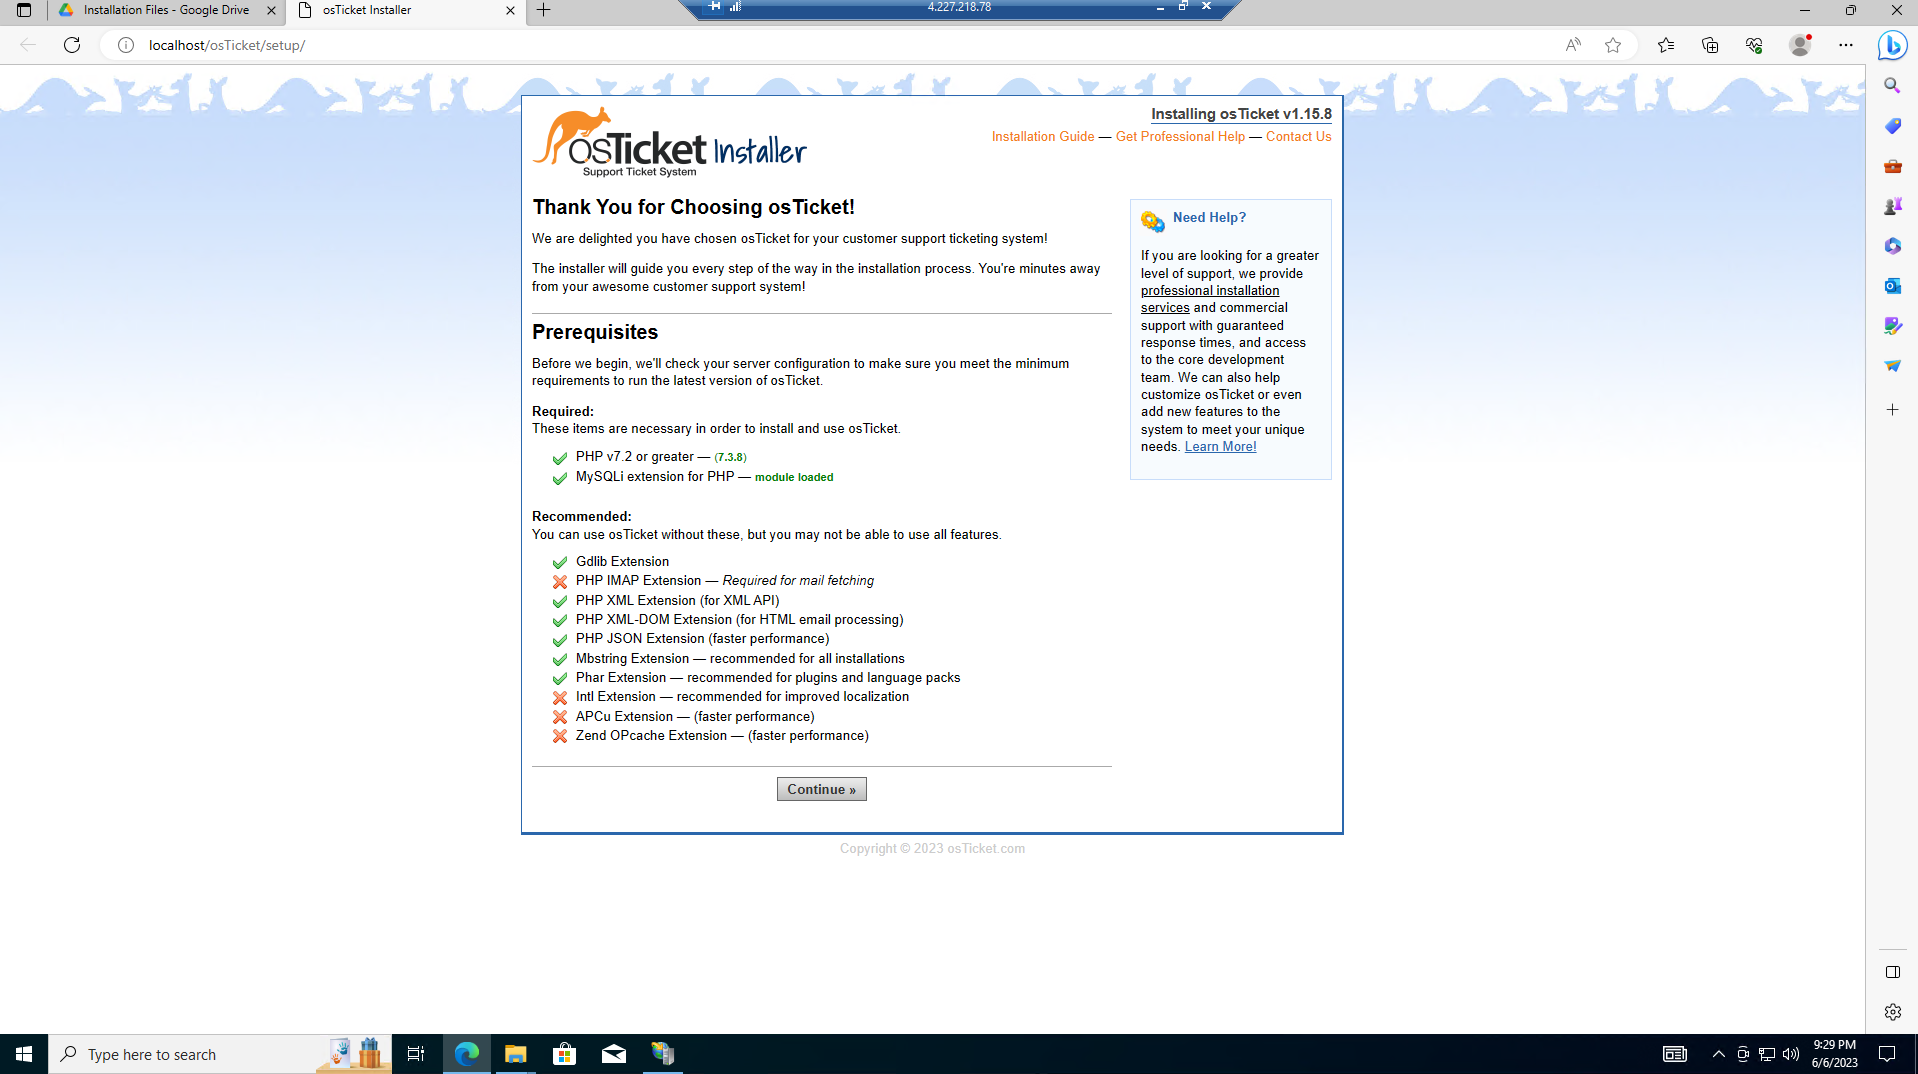 Installation Files - Google Drive
osTicket Installer
4.227.218.78
localhost/osTicket/setup/
osTicket Installer
Support Ticket System
Installing osTicket v1.15.8
Installation Guide — Get Professional Help — Contact Us
Thank You for Choosing osTicket!
We are delighted you have chosen osTicket for your customer support ticketing system!
The installer will guide you every step of the way in the installation process. You're minutes away
from your awesome customer support system!
Prerequisites
Before we begin, we'll check your server configuration to make sure you meet the minimum
requirements to run the latest version of osTicket.
Required:
These items are necessary in order to install and use osTicket.
PHP v7.2 or greater — (7.3.8)
MySQLi extension for PHP — module loaded
Recommended:
You can use osTicket without these, but you may not be able to use all features.
Gdlib Extension
PHP IMAP Extension — Required for mail fetching
PHP XML Extension (for XML API)
PHP XML-DOM Extension (for HTML email processing)
PHP JSON Extension (faster performance)
Mbstring Extension — recommended for all installations
Phar Extension — recommended for plugins and language packs
Intl Extension — recommended for improved localization
APCu Extension — (faster performance)
Zend OPcache Extension — (faster performance)
Continue »
Need Help?
If you are looking for a greater
level of support, we provide
professional installation
services and commercial
support with guaranteed
response times, and access
to the core development
team. We can also help
customize osTicket or even
add new features to the
system to meet your unique
needs. Learn More!
Copyright © 2023 osTicket.com
Type here to search
9:29 PM
6/6/2023